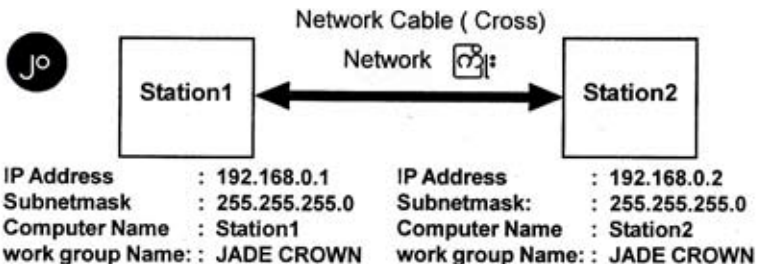 Network Cable ( Cross)
Network ကြိုး
Jo
Station1
Station2
IP Address : 192.168.0.1
Subnetmask : 255.255.255.0
Computer Name : Station1
work group Name: : JADE CROWN
IP Address : 192.168.0.2
Subnetmask: : 255.255.255.0
Computer Name : Station2
work group Name: : JADE CROWN